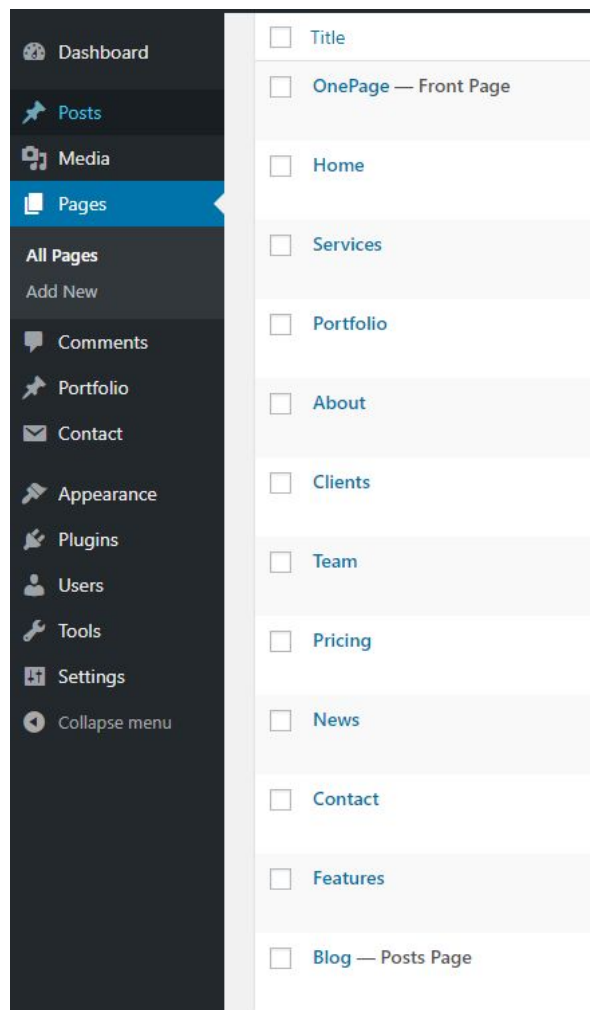 Dashboard
Posts
Media
Pages
All Pages
Add New
Comments
Portfolio
Contact
Appearance
Plugins
Users
Tools
Settings
Collapse menu
Title
OnePage — Front Page
Home
Services
Portfolio
About
Clients
Team
Pricing
News
Contact
Features
Blog — Posts Page